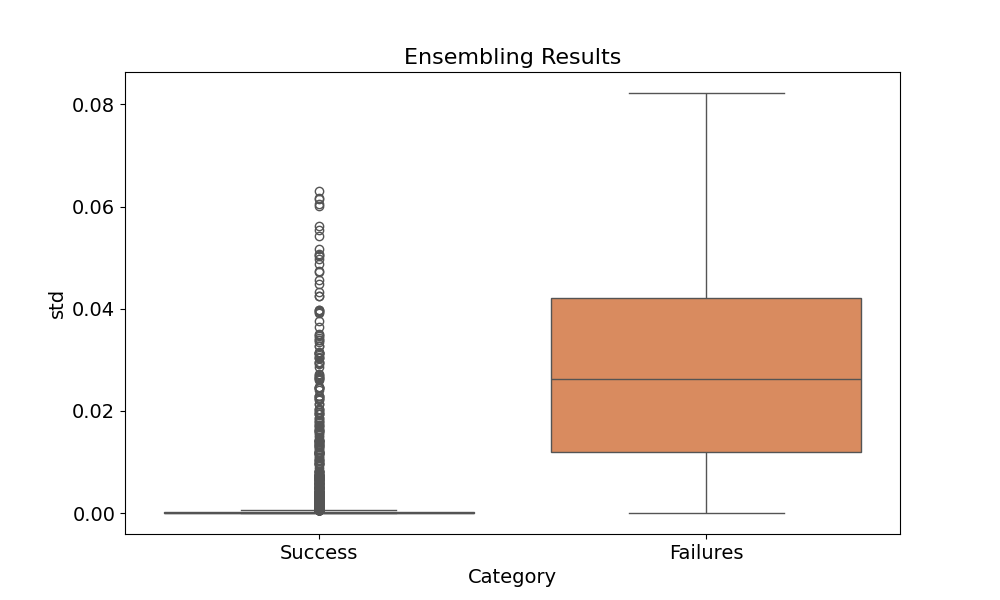 Ensembling Results
0.08
0.06
0.04
0.02
0.00
std
Success Failures
Category